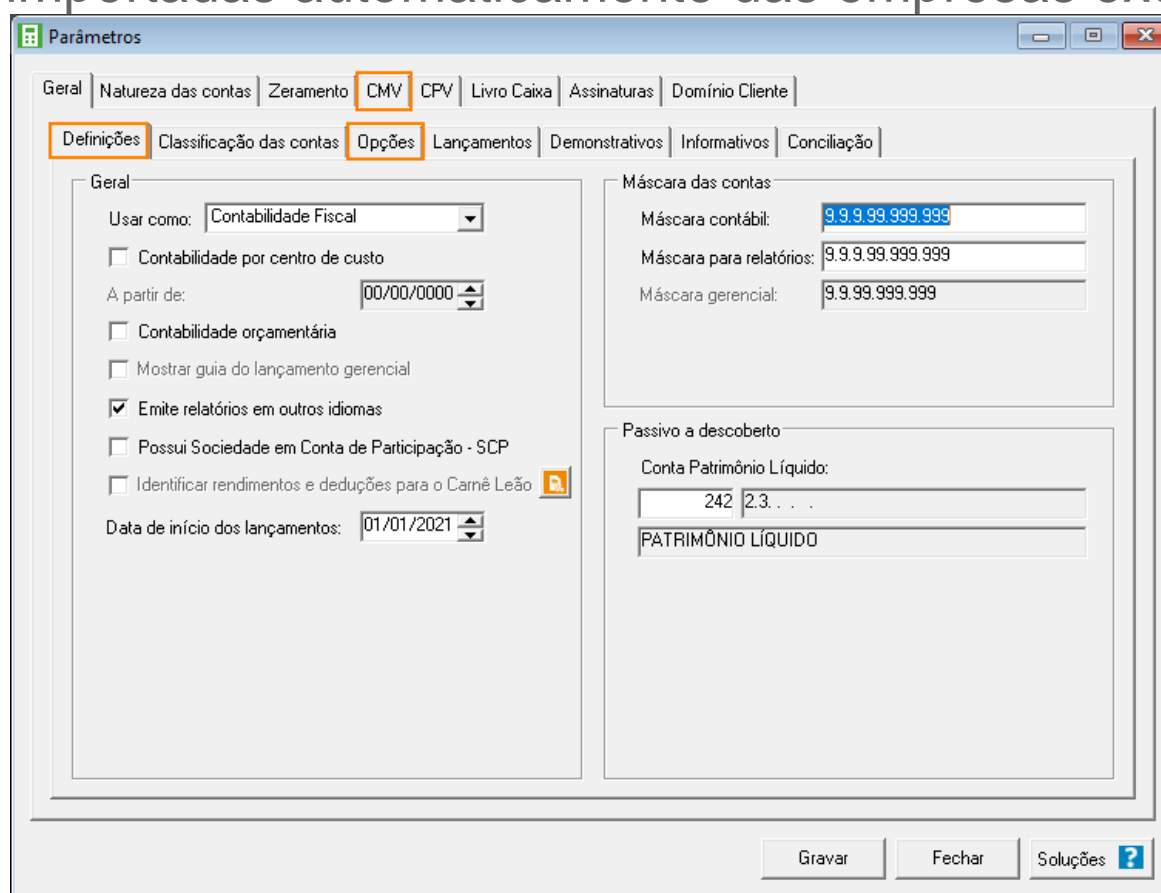 importadas automaticamente das empresas
Parâmetros
Geral Natureza das contas Zeramento CMV CPV Livro Caixa Assinaturas Domínio Cliente
Definições Classificação das contas Opções Lançamentos Demonstrativos Informativos Conciliação
Geral
Usar como: Contabilidade Fiscal
Contabilidade por centro de custo
A partir de: 00/00/0000
Contabilidade orçamentária
Mostrar guia do lançamento gerencial
Emite relatórios em outros idiomas
Possui Sociedade em Conta de Participação - SCP
Identificar rendimentos e deduções para o Carnê Leão
Data de início dos lançamentos: 01/01/2021
Máscara das contas
Máscara contábil: 9.9.9.99.999.999
Máscara para relatórios: 9.9.9.99.999.999
Máscara gerencial: 9.9.99.999.999
Passivo a descoberto
Conta Patrimônio Líquido:
242 2.3. . . .
PATRIMÔNIO LÍQUIDO
Gravar Fechar Soluções ?